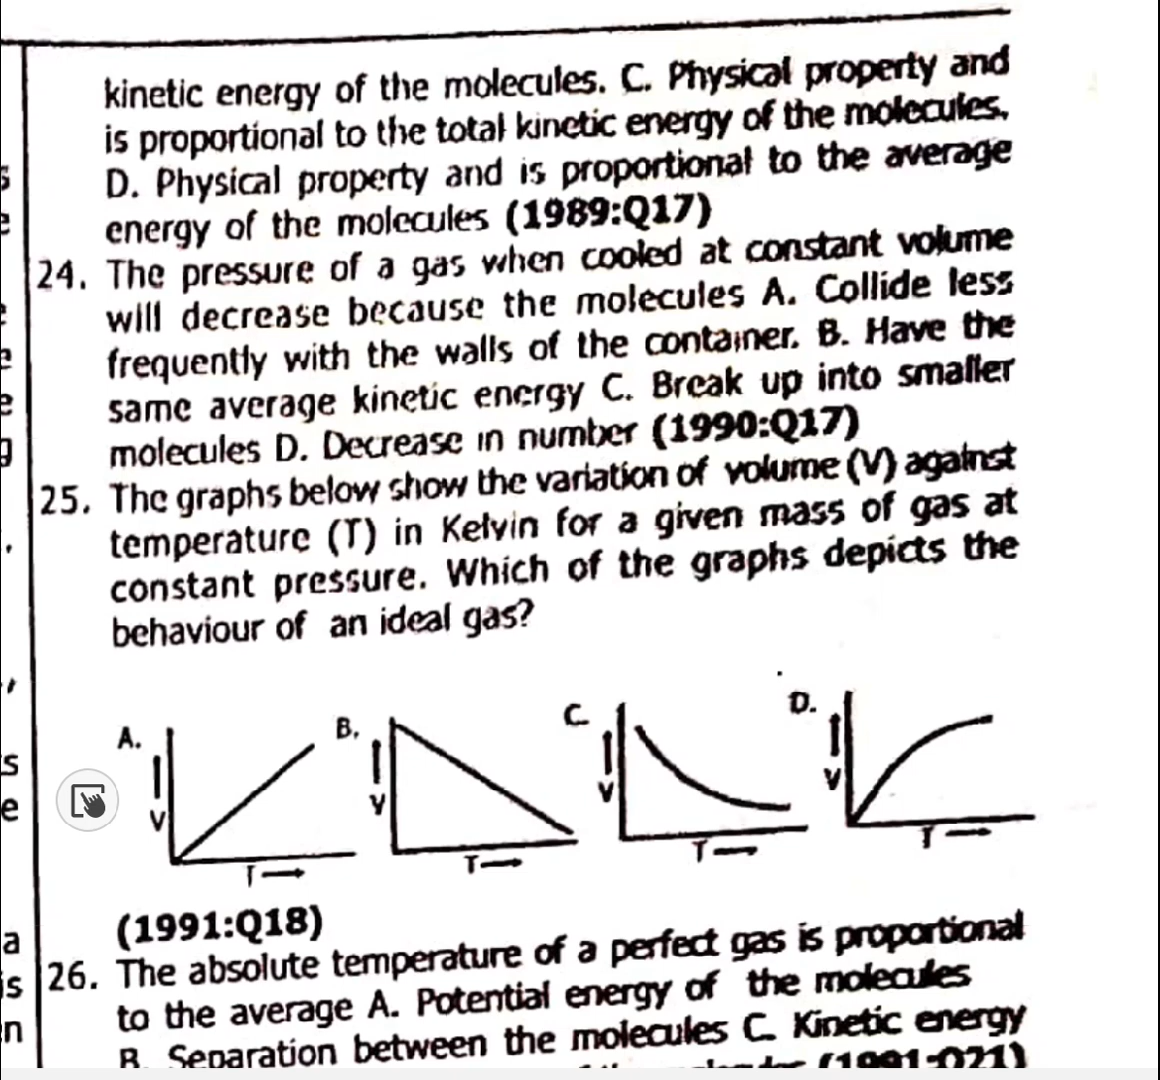 kinetic energy of the molecules. C. Physical property and
is proportional to the total kinetic energy of the molecules.
D. Physical property and is proportional to the average
energy of the molecules (1989:Q17)
24. The pressure of a gas when cooled at constant volume
will decrease because the molecules A. Collide less
frequently with the walls of the container. B. Have the
same average kinetic energy C. Break up into smaller
molecules D. Decrease in number (1990:Q17)
25. The graphs below show the variation of volume (V) against
temperature (T) in Kelvin for a given mass of gas at
constant pressure. Which of the graphs depicts the
behaviour of an ideal gas?
A. B. C. D.
V V V V
T T T T
(1991:Q18)
26. The absolute temperature of a perfect gas is proportional
to the average A. Potential energy of the molecules
B. Separation between the molecules C. Kinetic energy
(1991:Q21)